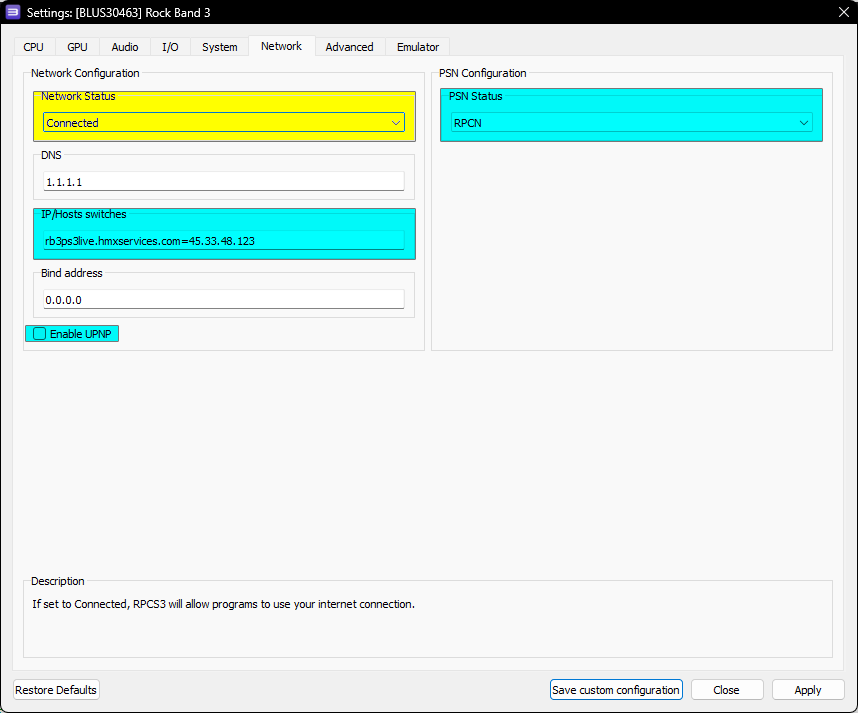 Settings: [BLUS30463] Rock Band 3
CPU GPU Audio I/O System Network Advanced Emulator
Network Configuration
Network Status
Connected
DNS
1.1.1.1
IP/Hosts switches
rb3ps3live.hmxservices.com=45.33.48.123
Bind address
0.0.0.0
Enable UPNP
PSN Configuration
PSN Status
RPCN
Description
If set to Connected, RPCS3 will allow programs to use your internet connection.
Restore Defaults Save custom configuration Close Apply